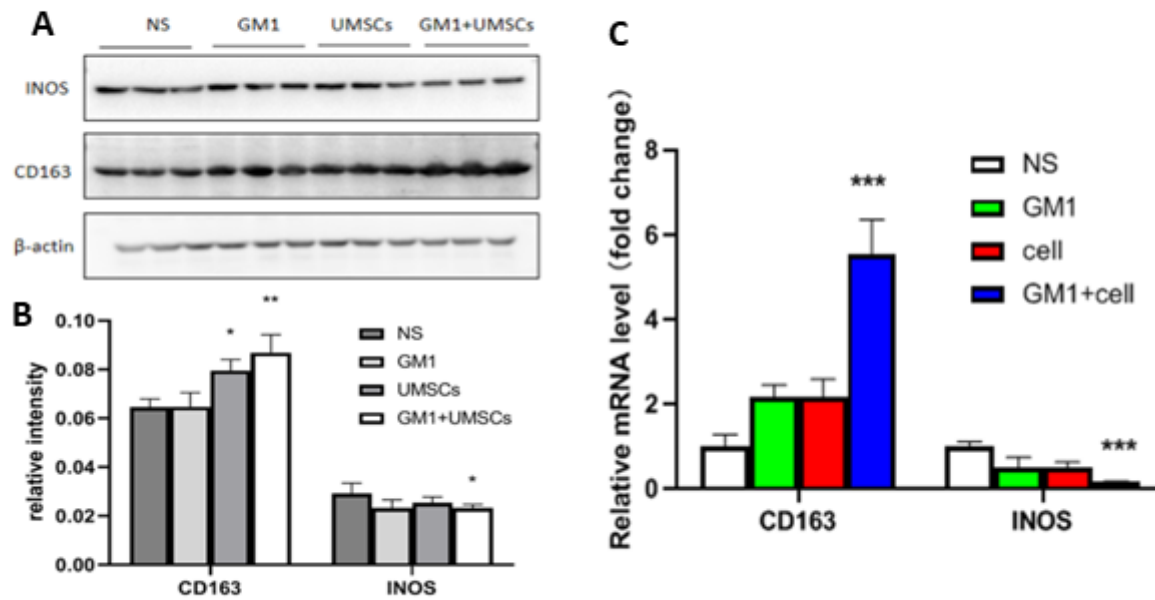 A
NS GM1 UMSCs GM1+UMSCs
INOS
CD163
β-actin
B
relative intensity
0.10
0.08
0.06
0.04
0.02
0.00
* ** *
NS
GM1
UMSCs
GM1+UMSCs
CD163 INOS
C
Relative mRNA level (fold change)
8
6
4
2
0
*** ***
NS
GM1
cell
GM1+cell
CD163 INOS